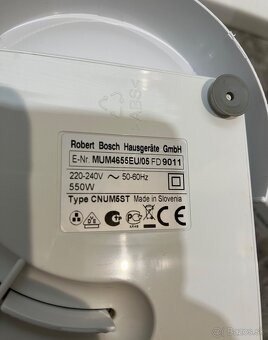 >ABS<
Robert Bosch Hausgeräte GmbH
E-Nr. MUM4655EU/05 FD 9011
220-240V ~ 50-60Hz
550W
Type CNUM5ST Made in Slovenia